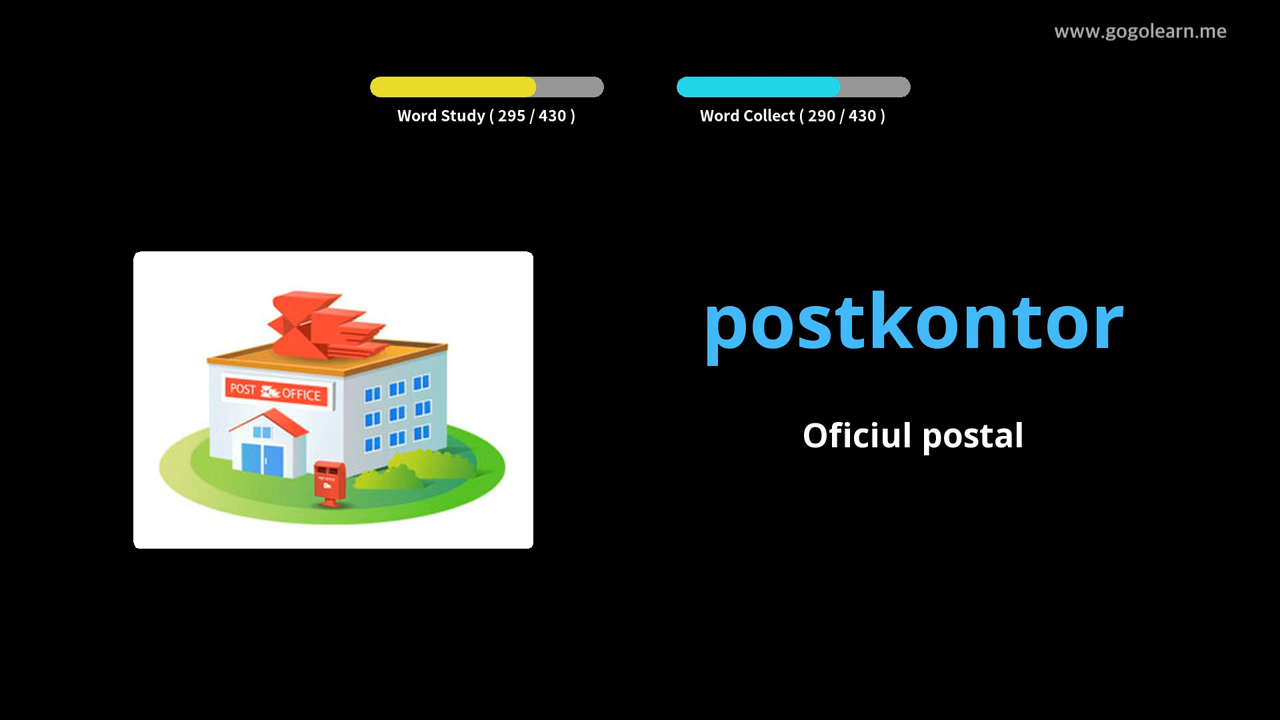 www.gogolearn.me
Word Study ( 295 / 430 )
Word Collect ( 290 / 430 )
postkontor
POST OFFICE
Oficiul postal